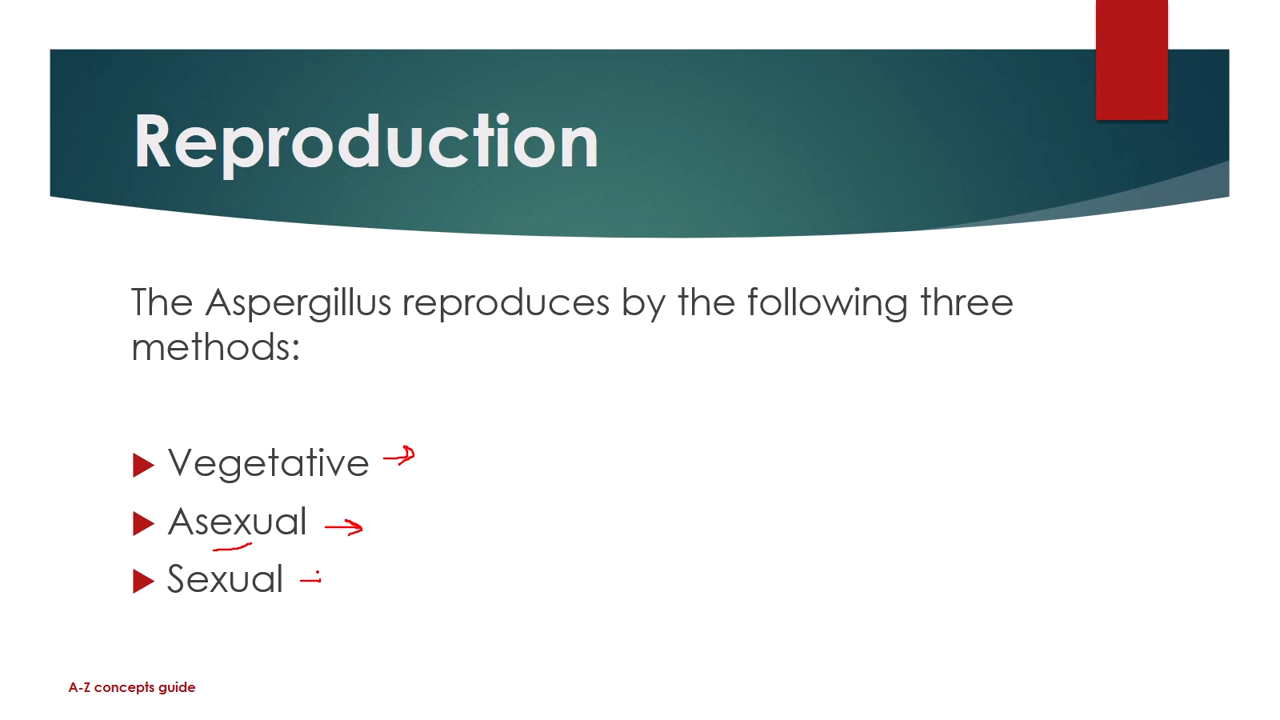 Reproduction
The Aspergillus reproduces by the following three
methods:
Vegetative
Asexual
Sexual
A-Z concepts guide